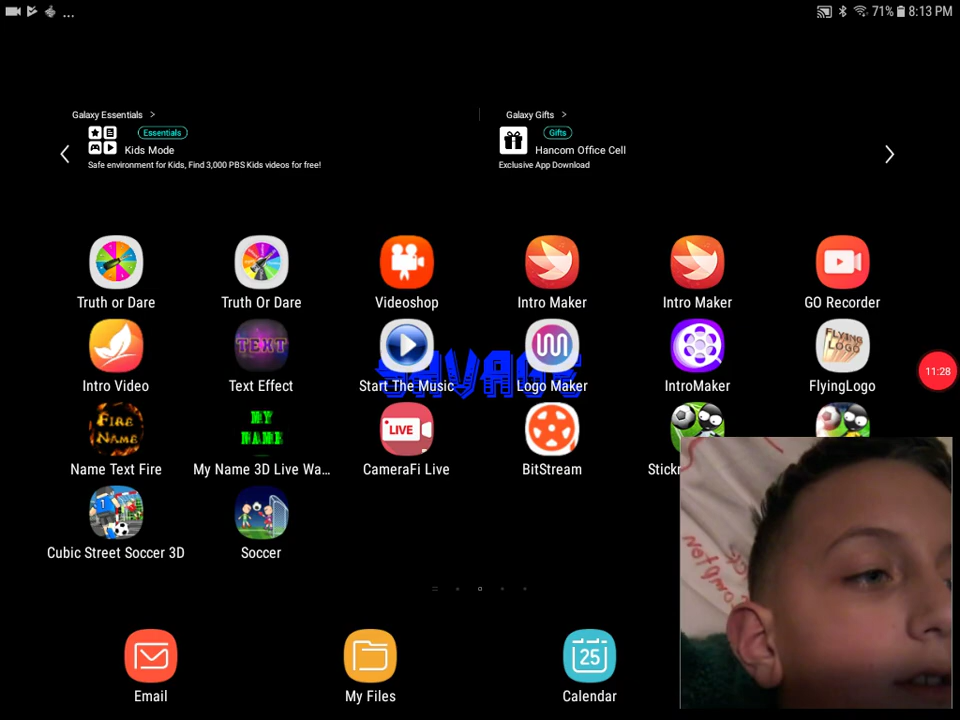 ... 71% 8:13 PM
Galaxy Essentials > Galaxy Gifts >
Essentials Gifts
Kids Mode Hancom Office Cell
Safe environment for Kids, Find 3,000 PBS Kids videos for free! Exclusive App Download
Truth or Dare Truth Or Dare Videoshop Intro Maker Intro Maker GO Recorder
TEXT FLYING LOGO
SAVAGE
11:28
Intro Video Text Effect Start The Music Logo Maker IntroMaker FlyingLogo
FIRE NAME MY NAME LIVE
Name Text Fire My Name 3D Live Wa... CameraFi Live BitStream
Cubic Street Soccer 3D Soccer
25
Email My Files Calendar